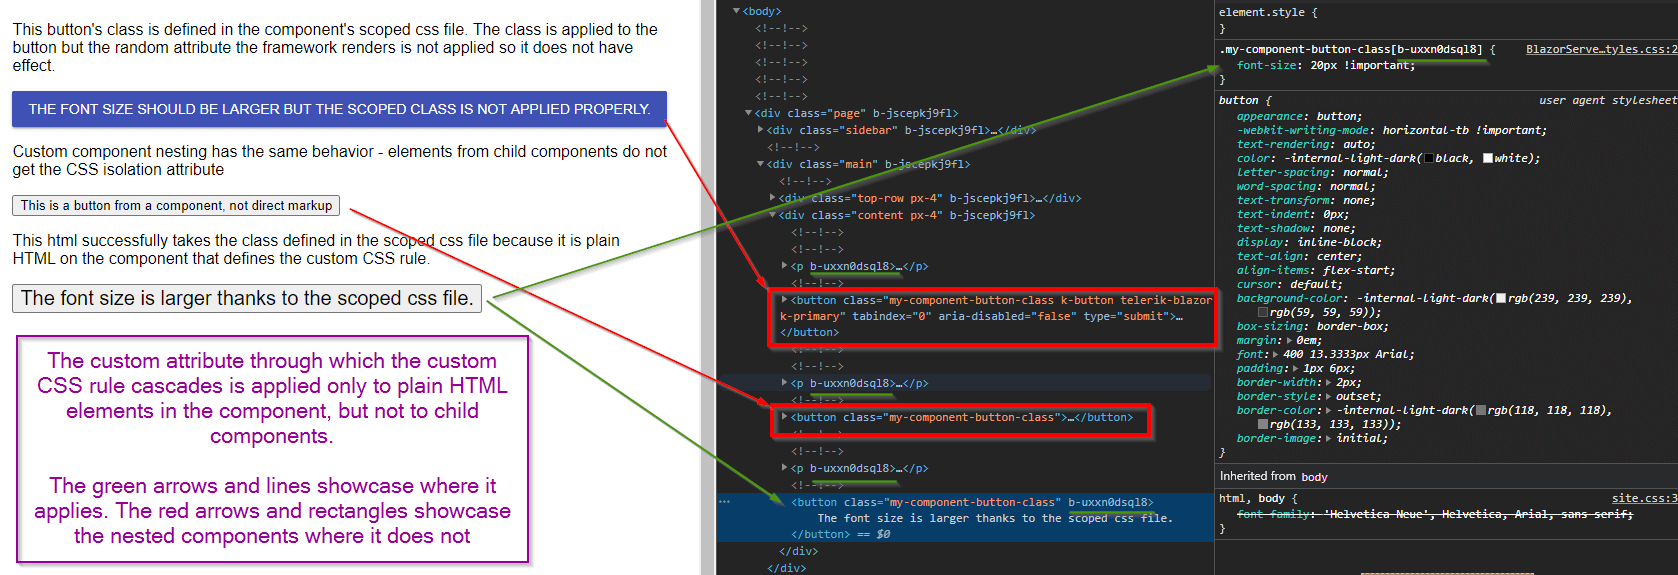 This button's class is defined in the component's scoped css file. The class is applied to the
button but the random attribute the framework renders is not applied so it does not have
effect.
THE FONT SIZE SHOULD BE LARGER BUT THE SCOPED CLASS IS NOT APPLIED PROPERLY.
Custom component nesting has the same behavior - elements from child components do not
get the CSS isolation attribute
This is a button from a component, not direct markup
This html successfully takes the class defined in the scoped css file because it is plain
HTML on the component that defines the custom CSS rule.
The font size is larger thanks to the scoped css file.
The custom attribute through which the custom
CSS rule cascades is applied only to plain HTML
elements in the component, but not to child
components.
The green arrows and lines showcase where it
applies. The red arrows and rectangles showcase
the nested components where it does not
<body>
<!--!-->
<!--!-->
<!--!-->
<!--!-->
<!--!-->
<div class="page" b-jscepkj9fl>
<div class="sidebar" b-jscepkj9fl>…</div>
<!--!-->
<div class="main" b-jscepkj9fl>
<!--!-->
<div class="top-row px-4" b-jscepkj9fl>…</div>
<div class="content px-4" b-jscepkj9fl>
<!--!-->
<!--!-->
<p b-uxxn0dsql8>…</p>
<!--!-->
<button class="my-component-button-class k-button telerik-blazor
k-primary" tabindex="0" aria-disabled="false" type="submit">…
</button>
<!--!-->
<!--!-->
<p b-uxxn0dsql8>…</p>
<!--!-->
<button class="my-component-button-class">…</button>
<!--!-->
<!--!-->
<p b-uxxn0dsql8>…</p>
<!--!-->
<button class="my-component-button-class" b-uxxn0dsql8>
The font size is larger thanks to the scoped css file.
</button> == $0
</div>
</div>
element.style {
}
.my-component-button-class[b-uxxn0dsql8] { BlazorServe…tyles.css:2
font-size: 20px !important;
}
button { user agent stylesheet
appearance: button;
-webkit-writing-mode: horizontal-tb !important;
text-rendering: auto;
color: -internal-light-dark(black, white);
letter-spacing: normal;
word-spacing: normal;
text-transform: none;
text-indent: 0px;
text-shadow: none;
display: inline-block;
text-align: center;
align-items: flex-start;
cursor: default;
background-color: -internal-light-dark(rgb(239, 239, 239),
rgb(59, 59, 59));
box-sizing: border-box;
margin: 0em;
font: 400 13.3333px Arial;
padding: 1px 6px;
border-width: 2px;
border-style: outset;
border-color: -internal-light-dark(rgb(118, 118, 118),
rgb(133, 133, 133));
border-image: initial;
}
Inherited from body
html, body { site.css:3
font-family: 'Helvetica Neue', Helvetica, Arial, sans-serif;
}